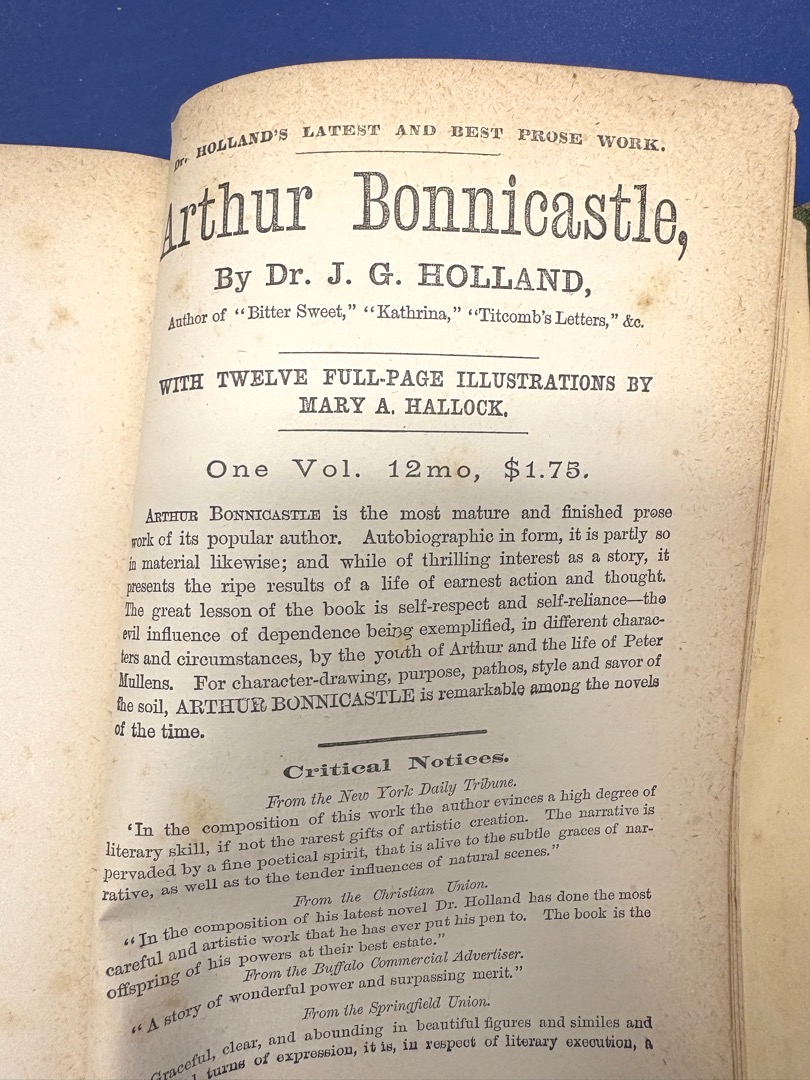 Dr. HOLLAND'S LATEST AND BEST PROSE WORK.
Arthur Bonnicastle,
By Dr. J. G. HOLLAND,
Author of "Bitter Sweet," "Kathrina," "Titcomb's Letters," &c.
WITH TWELVE FULL-PAGE ILLUSTRATIONS BY
MARY A. HALLOCK.
One Vol. 12mo, $1.75.
ARTHUR BONNICASTLE is the most mature and finished prose
work of its popular author. Autobiographic in form, it is partly so
in material likewise; and while of thrilling interest as a story, it
presents the ripe results of a life of earnest action and thought.
The great lesson of the book is self-respect and self-reliance—the
evil influence of dependence being exemplified, in different charac-
ters and circumstances, by the youth of Arthur and the life of Peter
Mullens. For character-drawing, purpose, pathos, style and savor of
the soil, ARTHUR BONNICASTLE is remarkable among the novels
of the time.
Critical Notices.
From the New York Daily Tribune.
'In the composition of this work the author evinces a high degree of
literary skill, if not the rarest gifts of artistic creation. The narrative is
pervaded by a fine poetical spirit, that is alive to the subtle graces of nar-
rative, as well as to the tender influences of natural scenes."
From the Christian Union.
"In the composition of his latest novel Dr. Holland has done the most
careful and artistic work that he has ever put his pen to. The book is the
offspring of his powers at their best estate."
From the Buffalo Commercial Advertiser.
"A story of wonderful power and surpassing merit."
From the Springfield Union.
Graceful, clear, and abounding in beautiful figures and similes and
turns of expression, it is, in respect of literary execution, a